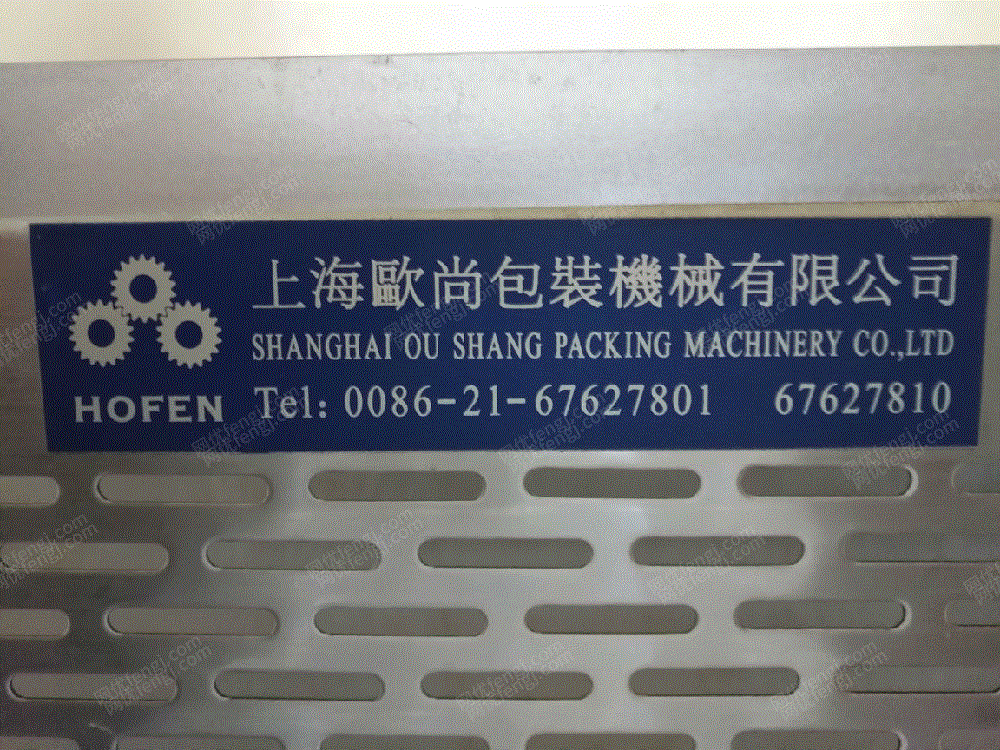 上海歐尚包裝機械有限公司
SHANGHAI OU SHANG PACKING MACHINERY CO.,LTD
HOFEN
Tel: 0086-21-67627801 67627810